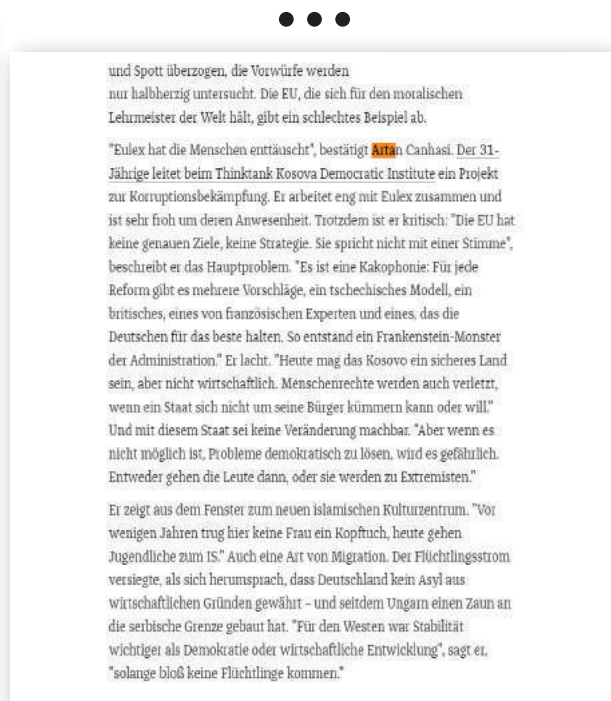 und Spott überzogen, die Vorwürfe werden
nur halbherzig untersucht. Die EU, die sich für den moralischen
Lehrmeister der Welt hält, gibt ein schlechtes Beispiel ab.
"Eulex hat die Menschen enttäuscht", bestätigt Artan Canhasi. Der 31-
Jährige leitet beim Thinktank Kosova Democratic Institute ein Projekt
zur Korruptionsbekämpfung. Er arbeitet eng mit Eulex zusammen und
ist sehr froh um deren Anwesenheit. Trotzdem ist er kritisch: "Die EU hat
keine genauen Ziele, keine Strategie. Sie spricht nicht mit einer Stimme",
beschreibt er das Hauptproblem. "Es ist eine Kakophonie: Für jede
Reform gibt es mehrere Vorschläge, ein tschechisches Modell, ein
britisches, eines von französischen Experten und eines, das die
Deutschen für das beste halten. So entstand ein Frankenstein-Monster
der Administration." Er lacht. "Heute mag das Kosovo ein sicheres Land
sein, aber nicht wirtschaftlich. Menschenrechte werden auch verletzt,
wenn ein Staat sich nicht um seine Bürger kümmern kann oder will."
Und mit diesem Staat sei keine Veränderung machbar. "Aber wenn es
nicht möglich ist, Probleme demokratisch zu lösen, wird es gefährlich.
Entweder gehen die Leute dann, oder sie werden zu Extremisten."
Er zeigt aus dem Fenster zum neuen islamischen Kulturzentrum. "Vor
wenigen Jahren trug hier keine Frau ein Kopftuch, heute gehen
Jugendliche zum IS." Auch eine Art von Migration. Der Flüchtlingsstrom
versiegte, als sich herumsprach, dass Deutschland kein Asyl aus
wirtschaftlichen Gründen gewährt – und seitdem Ungarn einen Zaun an
die serbische Grenze gebaut hat. "Für den Westen war Stabilität
wichtiger als Demokratie oder wirtschaftliche Entwicklung", sagt er,
"solange bloß keine Flüchtlinge kommen."